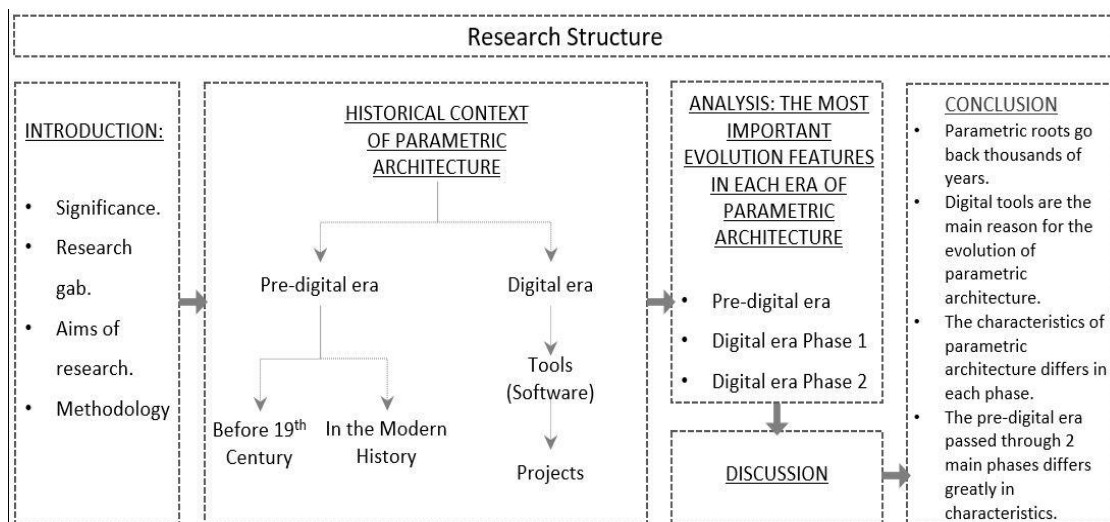 Research Structure
INTRODUCTION:
• Significance.
• Research
gab.
• Aims of
research.
• Methodology
HISTORICAL CONTEXT
OF PARAMETRIC
ARCHITECTURE
Pre-digital era
Digital era
Before 19th
Century
In the Modern
History
Tools
(Software)
Projects
ANALYSIS: THE MOST
IMPORTANT
EVOLUTION FEATURES
IN EACH ERA OF
PARAMETRIC
ARCHITECTURE
• Pre-digital era
• Digital era Phase 1
• Digital era Phase 2
DISCUSSION
CONCLUSION
• Parametric roots go
back thousands of
years.
• Digital tools are the
main reason for the
evolution of
parametric
architecture.
• The characteristics of
parametric
architecture differs in
each phase.
• The pre-digital era
passed through 2
main phases differs
greatly in
characteristics.